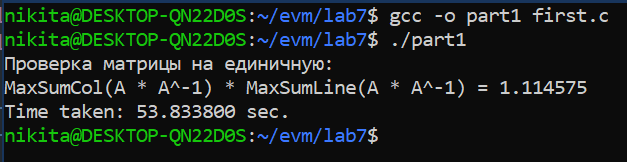 nikita@DESKTOP-QN22D0S:~/evm/lab7$ gcc -o part1 first.c
nikita@DESKTOP-QN22D0S:~/evm/lab7$ ./part1
Проверка матрицы на единичную:
MaxSumCol(A * A^-1) * MaxSumLine(A * A^-1) = 1.114575
Time taken: 53.833800 sec.
nikita@DESKTOP-QN22D0S:~/evm/lab7$